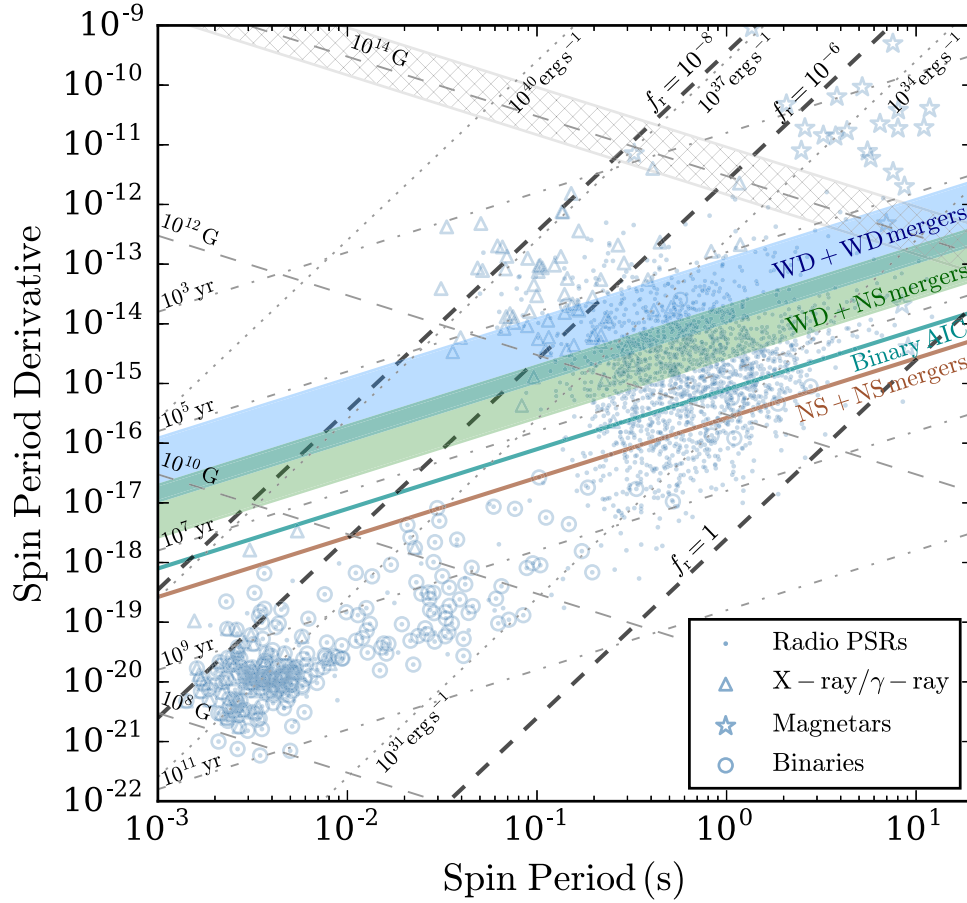 10⁻⁹
10⁻¹⁰
10⁻¹¹
10⁻¹²
10⁻¹³
10⁻¹⁴
10⁻¹⁵
10⁻¹⁶
10⁻¹⁷
10⁻¹⁸
10⁻¹⁹
10⁻²⁰
10⁻²¹
10⁻²²
Spin Period Derivative
10¹⁴ G
10⁴⁰ erg s⁻¹
fᵣ = 10⁻⁸
10³⁷ erg s⁻¹
fᵣ = 10⁻⁶
10³⁴ erg s⁻¹
10¹² G
10³ yr
WD + WD mergers
WD + NS mergers
Binary AIC
NS + NS mergers
10⁵ yr
10¹⁰ G
10⁷ yr
fᵣ = 1
10⁹ yr
10⁸ G
10¹¹ yr
10³¹ erg s⁻¹
Radio PSRs
X − ray/γ − ray
Magnetars
Binaries
10⁻³
10⁻²
10⁻¹
10⁰
10¹
Spin Period (s)